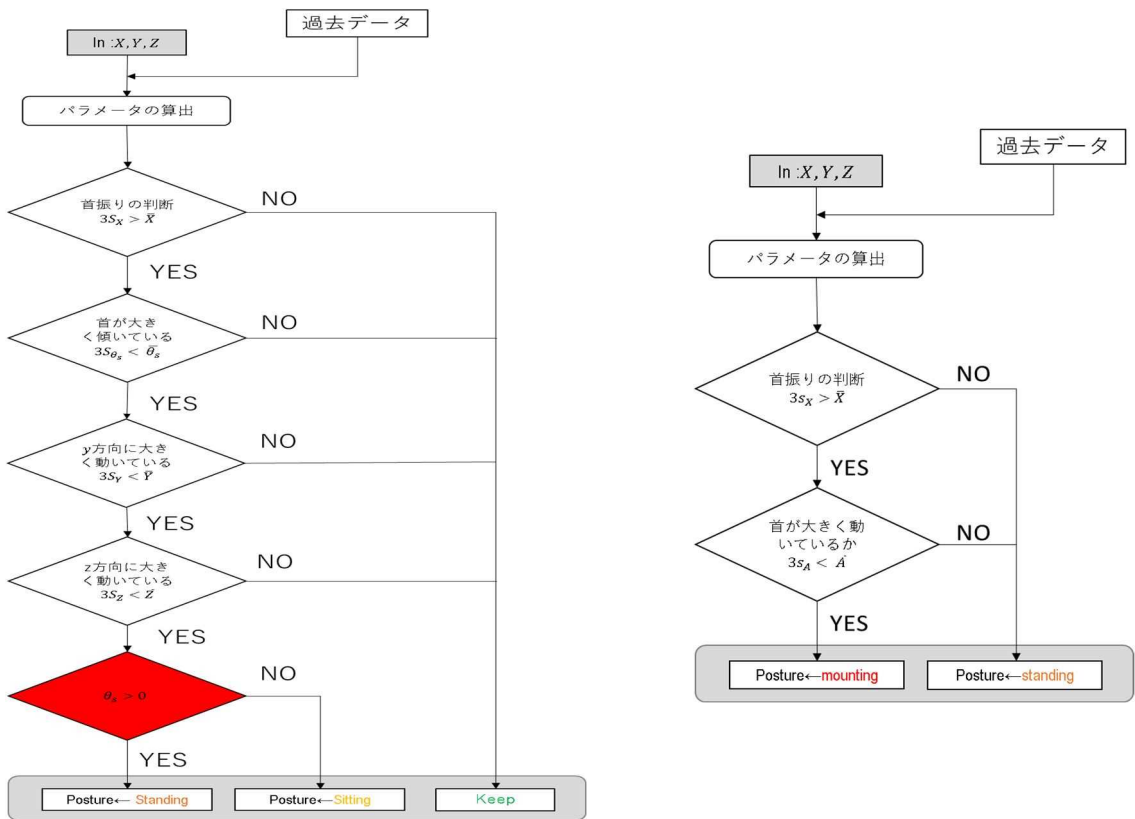 過去データ
In :X, Y, Z
パラメータの算出
首振りの判断
3S_X > X̄
NO
YES
首が大き
く傾いている
3S_{θ_s} < θ̄_s
NO
YES
y方向に大き
く動いている
3S_Y < Ȳ
NO
YES
z方向に大き
く動いている
3S_Z < Z̄
NO
YES
θ_s > 0
NO
YES
Posture← Standing
Posture←Sitting
Keep
過去データ
In :X, Y, Z
パラメータの算出
首振りの判断
3s_X > X̄
NO
YES
首が大きく動
いているか
3s_A < Ȧ
NO
YES
Posture←mounting
Posture←standing